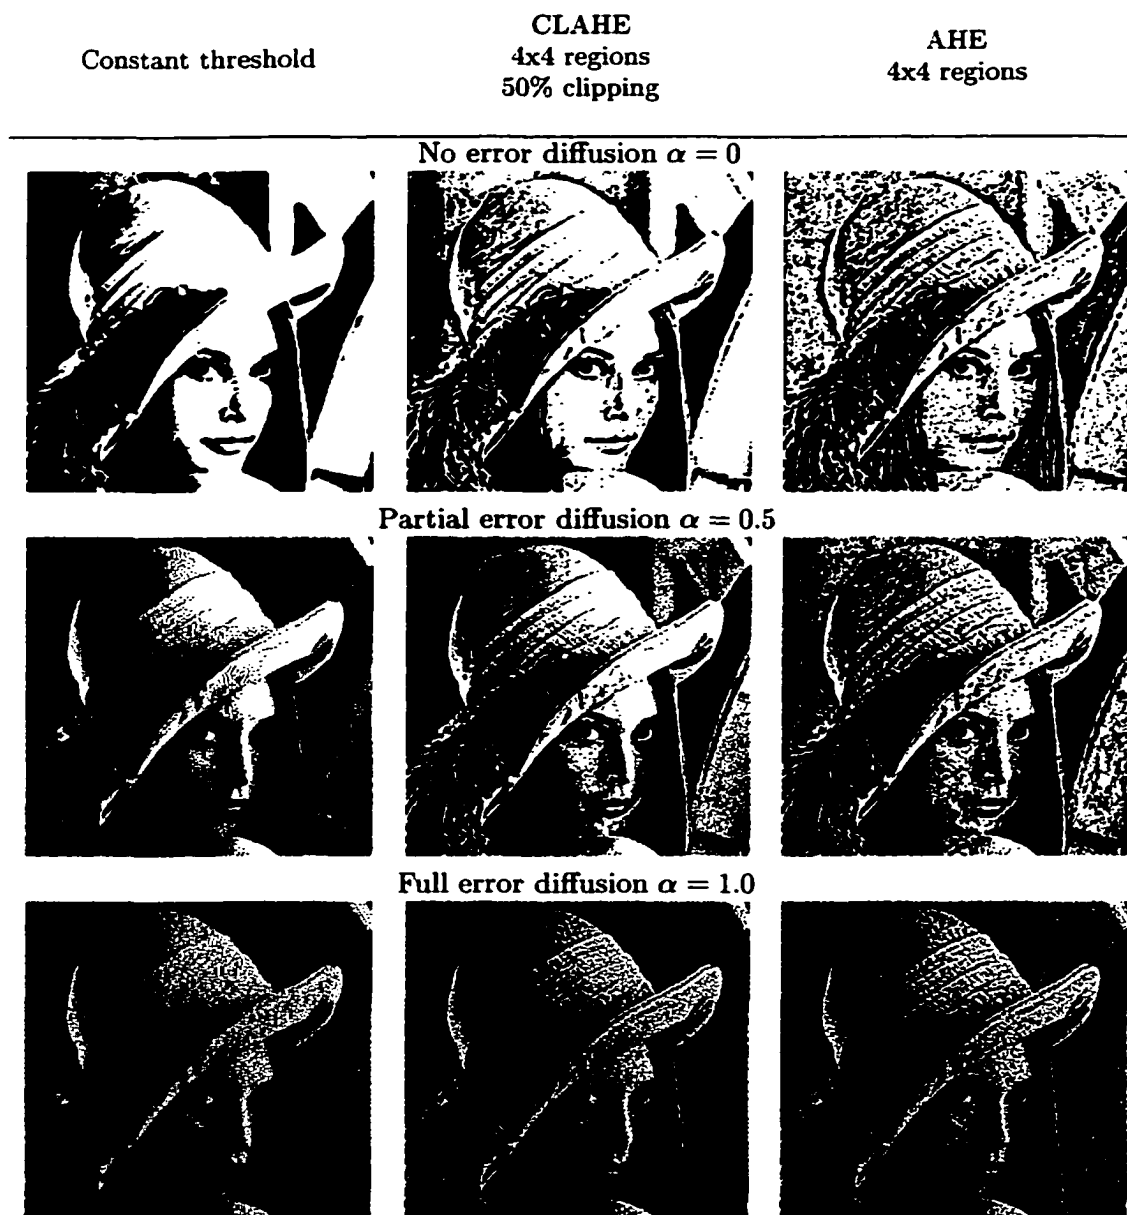 Constant threshold
CLAHE
4x4 regions
50% clipping
AHE
4x4 regions
No error diffusion α = 0
Partial error diffusion α = 0.5
Full error diffusion α = 1.0